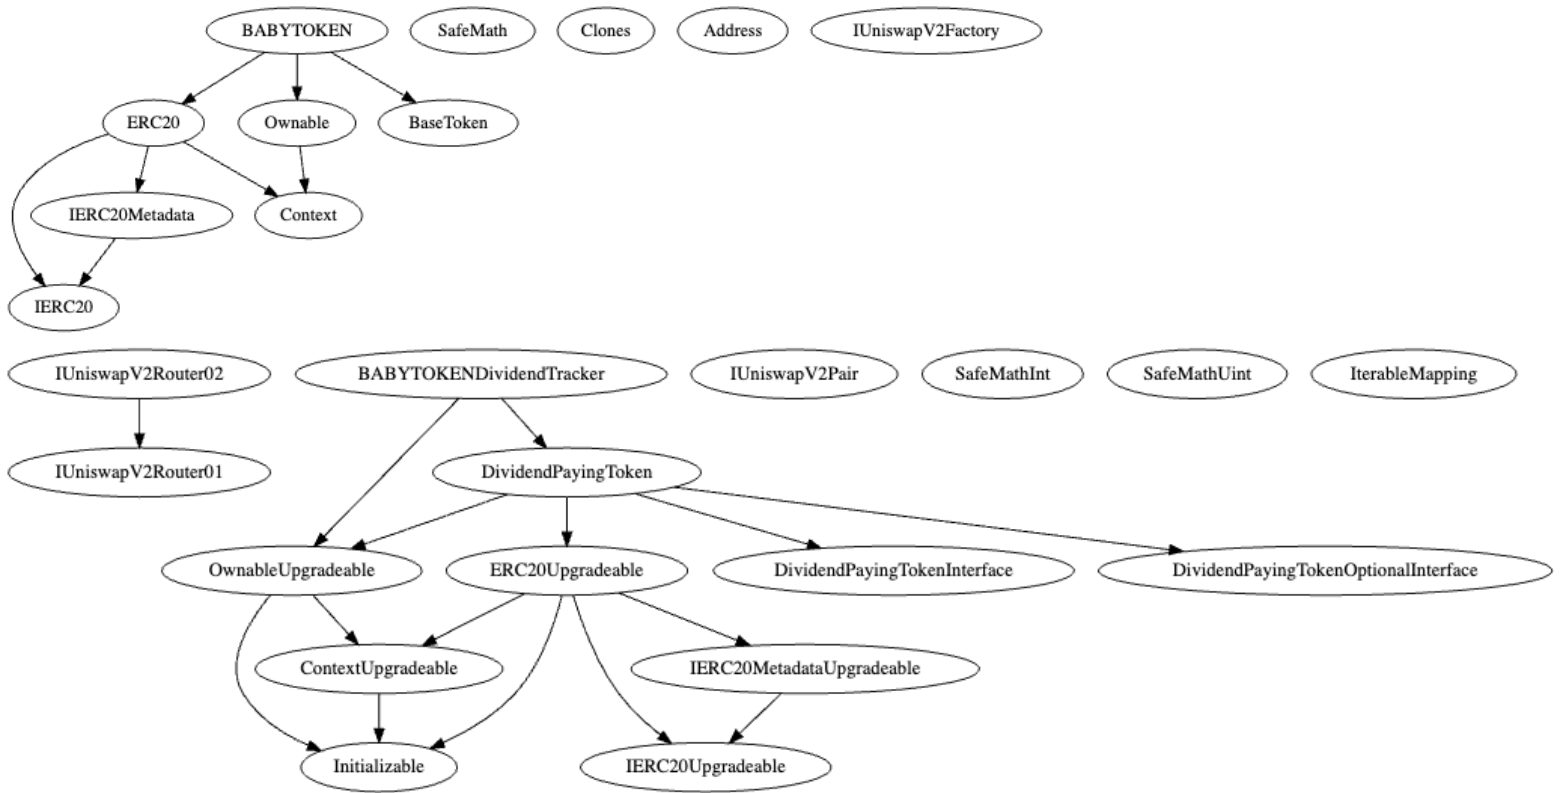 BABYTOKEN
SafeMath
Clones
Address
IUniswapV2Factory
ERC20
Ownable
BaseToken
IERC20Metadata
Context
IERC20
IUniswapV2Router02
BABYTOKENDividendTracker
IUniswapV2Pair
SafeMathInt
SafeMathUint
IterableMapping
IUniswapV2Router01
DividendPayingToken
OwnableUpgradeable
ERC20Upgradeable
DividendPayingTokenInterface
DividendPayingTokenOptionalInterface
ContextUpgradeable
IERC20MetadataUpgradeable
Initializable
IERC20Upgradeable